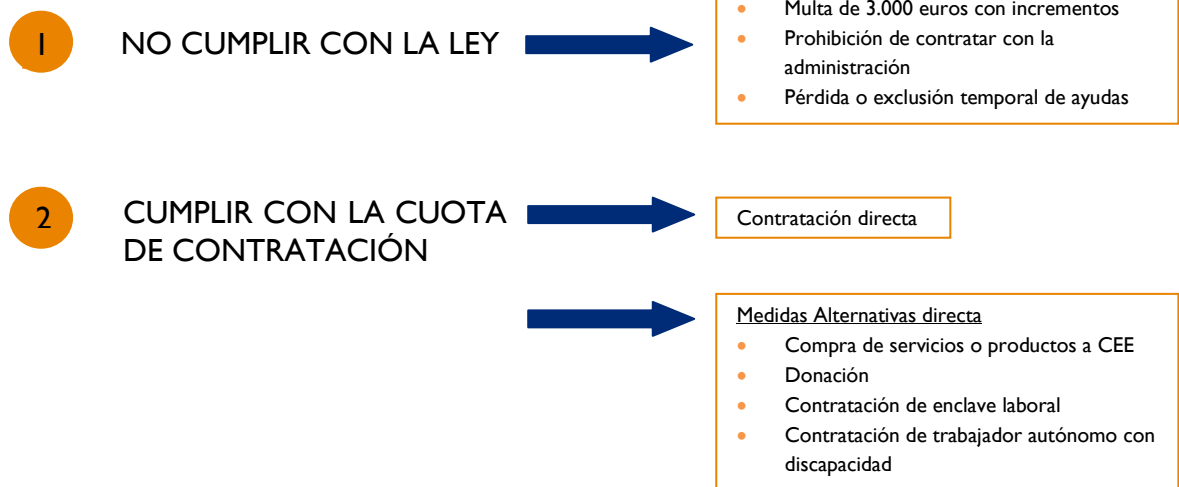 Multa de 3.000 euros con incrementos
1 NO CUMPLIR CON LA LEY
Prohibición de contratar con la
administración
Pérdida o exclusión temporal de ayudas
2 CUMPLIR CON LA CUOTA
DE CONTRATACIÓN
Contratación directa
Medidas Alternativas directa
Compra de servicios o productos a CEE
Donación
Contratación de enclave laboral
Contratación de trabajador autónomo con
discapacidad